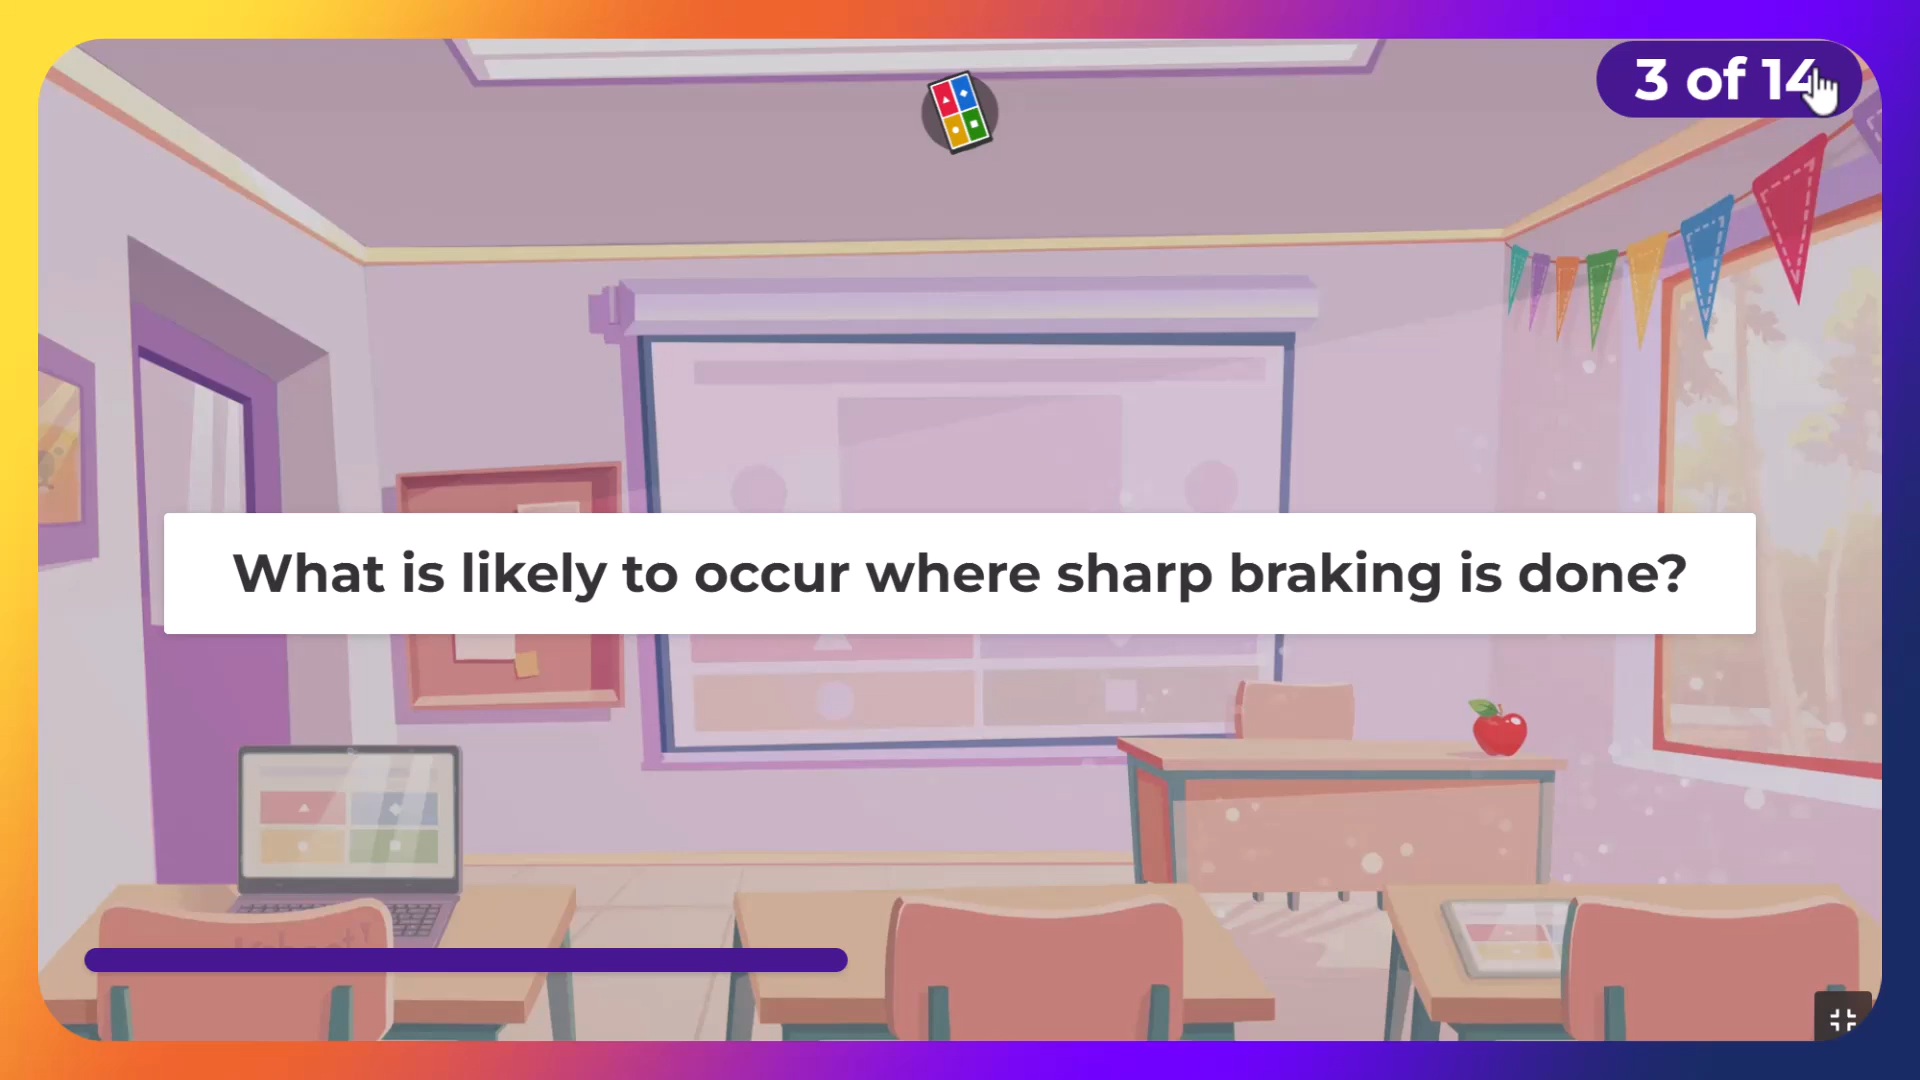 3 of 14
What is likely to occur where sharp braking is done?